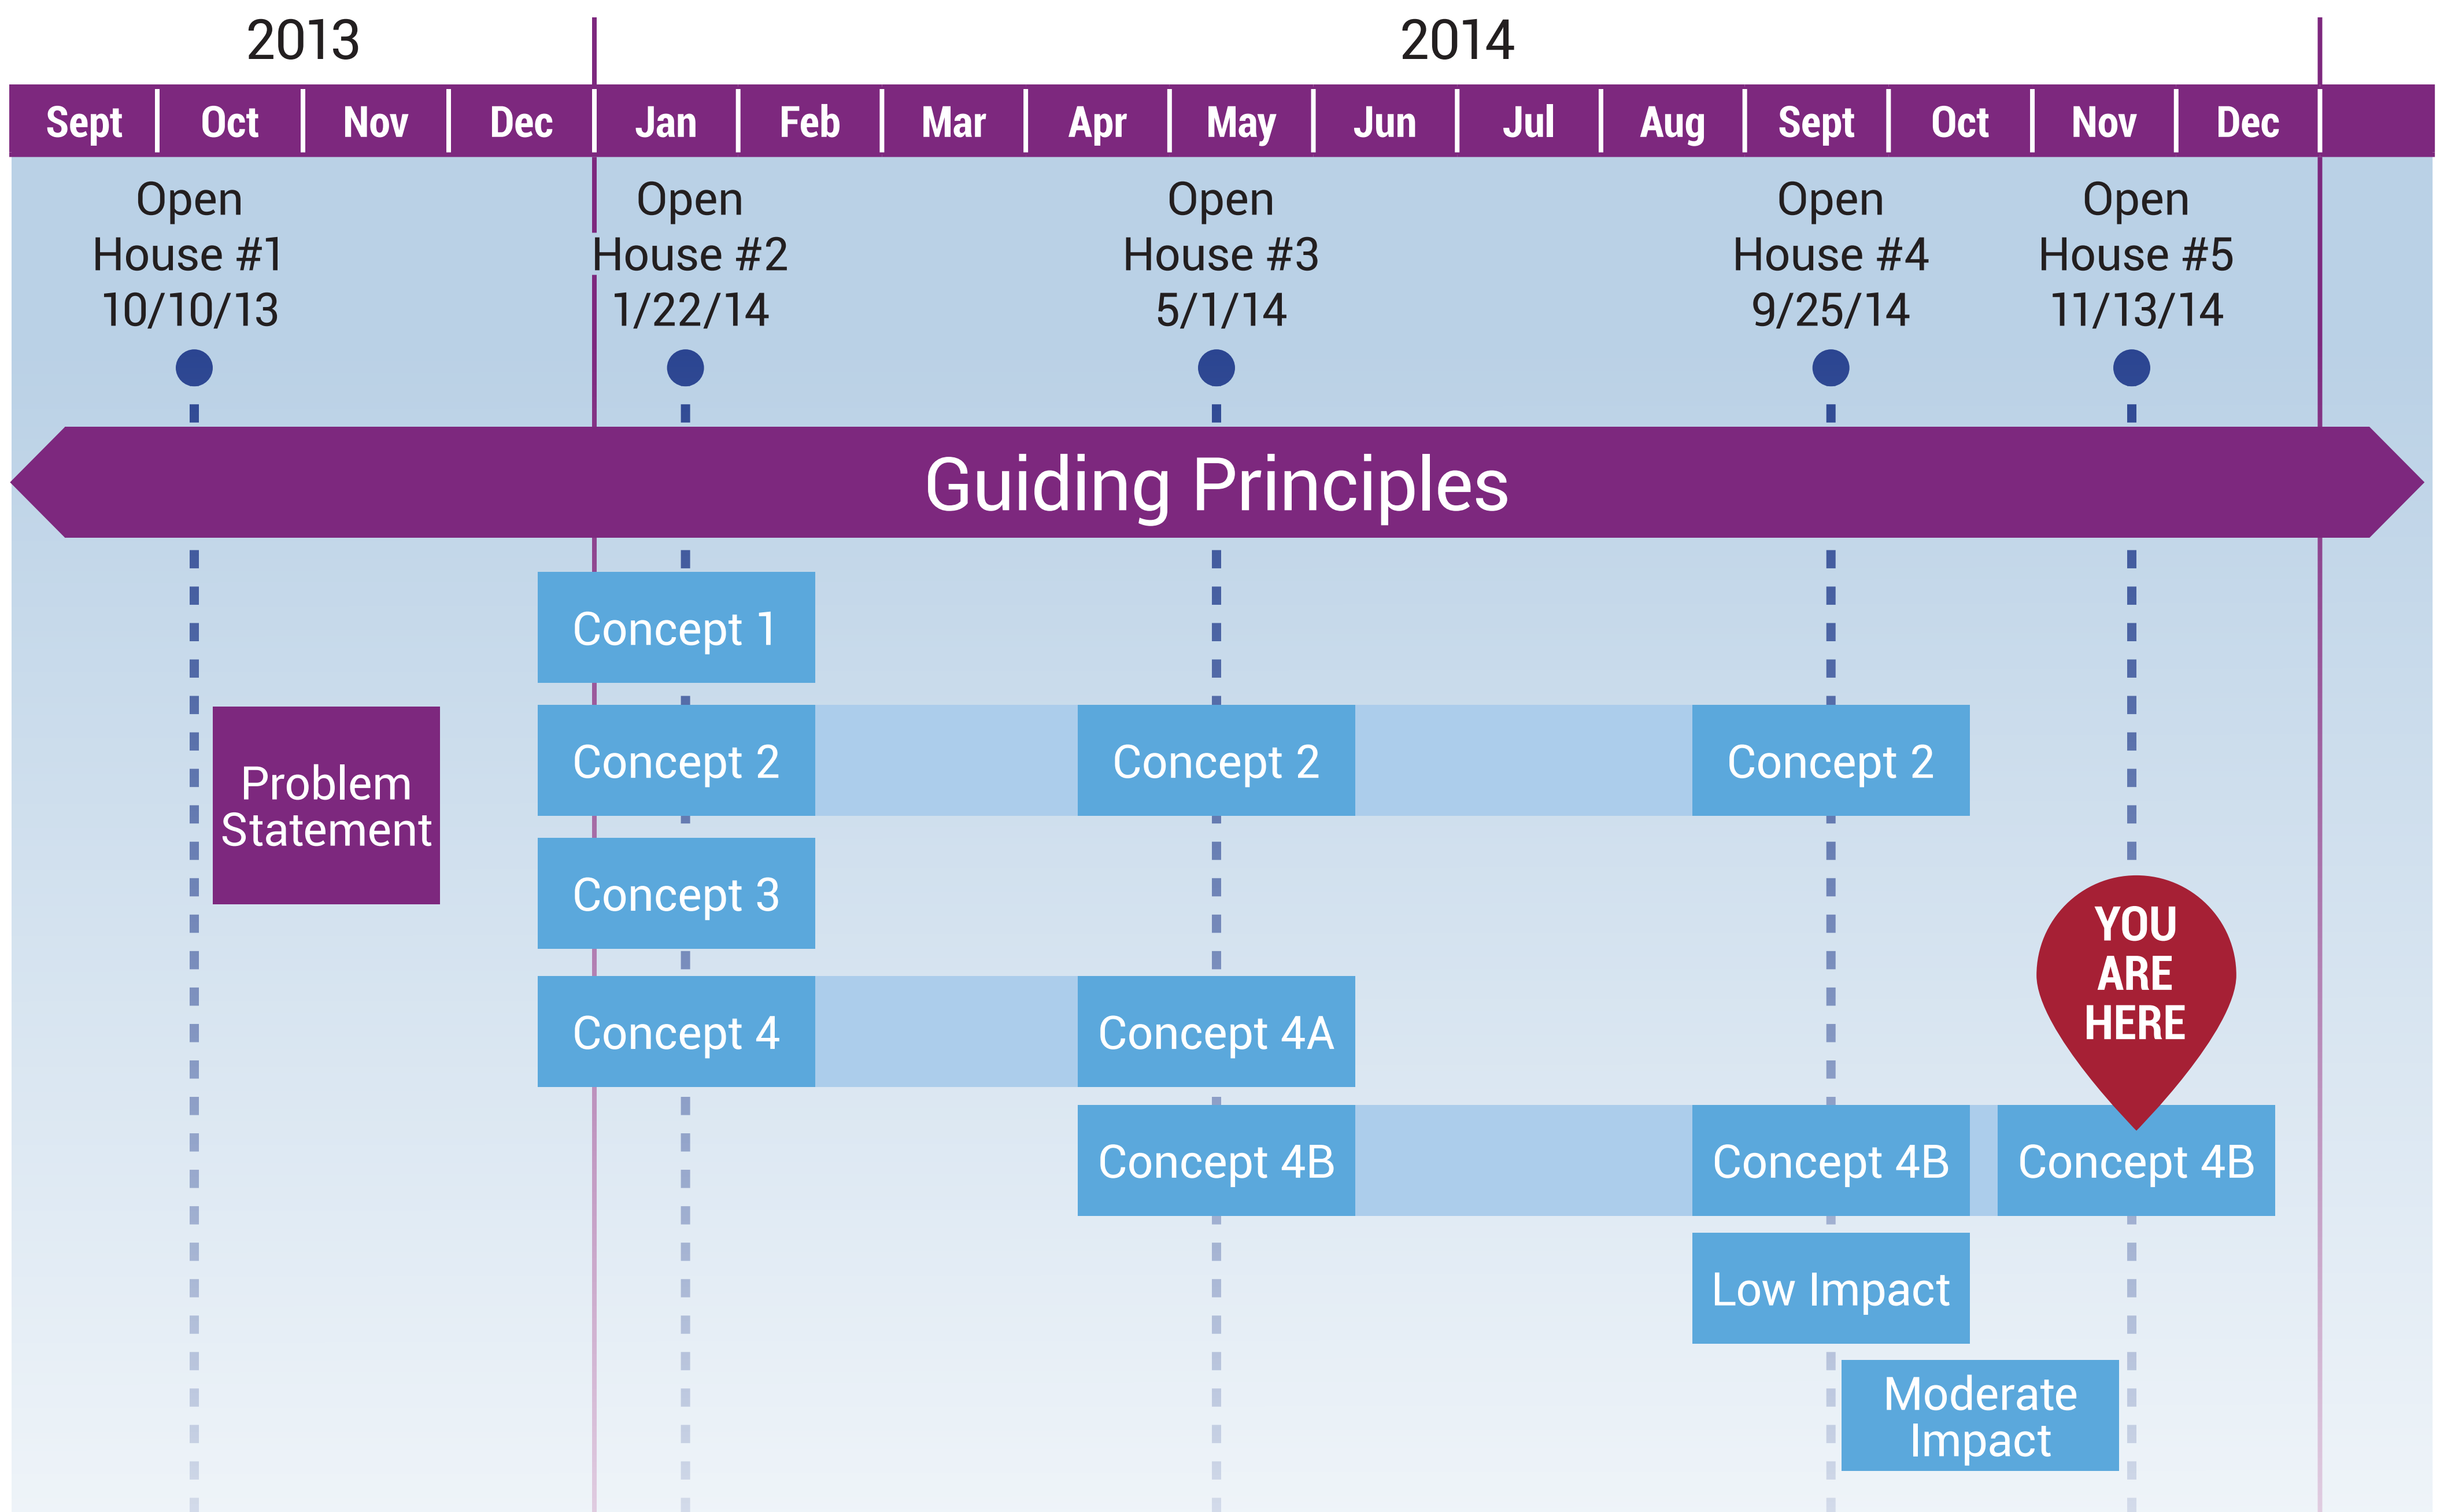 2013
2014
Sept Oct Nov Dec Jan Feb Mar Apr May Jun Jul Aug Sept Oct Nov Dec
Open
House #1
10/10/13
Open
House #2
1/22/14
Open
House #3
5/1/14
Open
House #4
9/25/14
Open
House #5
11/13/14
Guiding Principles
Concept 1
Problem
Statement
Concept 2
Concept 2
Concept 2
Concept 3
YOU
ARE
HERE
Concept 4
Concept 4A
Concept 4B
Concept 4B
Concept 4B
Low Impact
Moderate
Impact